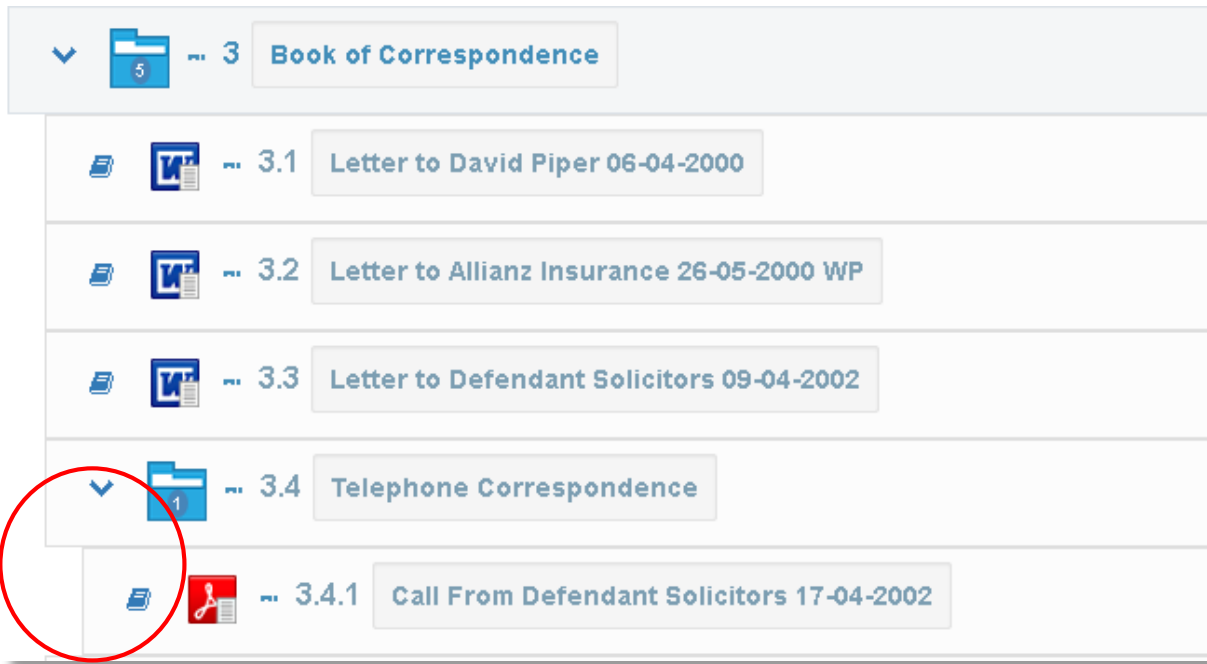 5 3 Book of Correspondence
W 3.1 Letter to David Piper 06-04-2000
W 3.2 Letter to Allianz Insurance 26-05-2000 WP
W 3.3 Letter to Defendant Solicitors 09-04-2002
1 3.4 Telephone Correspondence
3.4.1 Call From Defendant Solicitors 17-04-2002